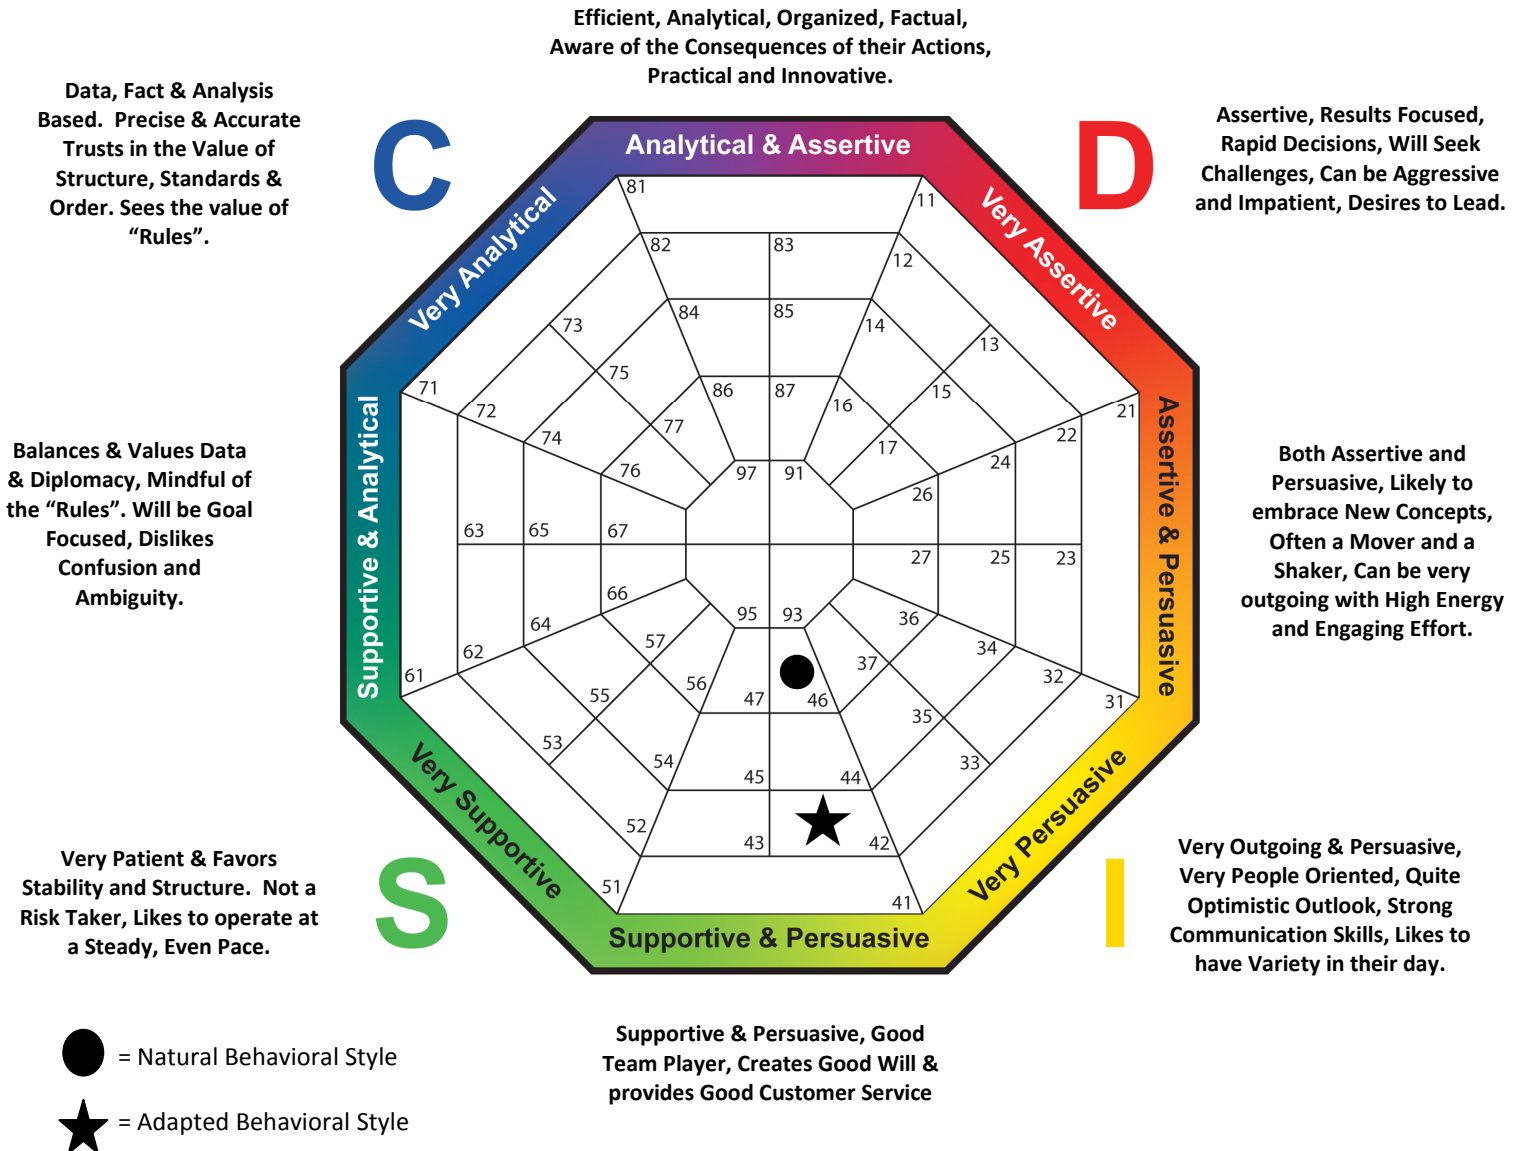 Efficient, Analytical, Organized, Factual,
Aware of the Consequences of their Actions,
Practical and Innovative.
Data, Fact & Analysis
Based.  Precise & Accurate
Trusts in the Value of
Structure, Standards &
Order. Sees the value of
“Rules”.
C
D
Assertive, Results Focused,
Rapid Decisions, Will Seek
Challenges, Can be Aggressive
and Impatient, Desires to Lead.
Analytical & Assertive
Very Analytical
Very Assertive
81
11
82
83
12
84
85
14
73
13
75
15
71
86
87
16
72
77
17
21
74
22
76
97
91
24
26
63
65
67
27
25
23
66
95
93
36
64
57
34
62
37
32
61
56
47
46
31
55
35
53
54
45
44
33
52
43
42
51
41
Supportive & Analytical
Assertive & Persuasive
Balances & Values Data
& Diplomacy, Mindful of
the “Rules”. Will be Goal
Focused, Dislikes
Confusion and
Ambiguity.
Both Assertive and
Persuasive, Likely to
embrace New Concepts,
Often a Mover and a
Shaker, Can be very
outgoing with High Energy
and Engaging Effort.
Very Supportive
Very Persuasive
Supportive & Persuasive
Very Patient & Favors
Stability and Structure.  Not a
Risk Taker, Likes to operate at
a Steady, Even Pace.
S
I
Very Outgoing & Persuasive,
Very People Oriented, Quite
Optimistic Outlook, Strong
Communication Skills, Likes to
have Variety in their day.
Supportive & Persuasive, Good
Team Player, Creates Good Will &
provides Good Customer Service
= Natural Behavioral Style
= Adapted Behavioral Style